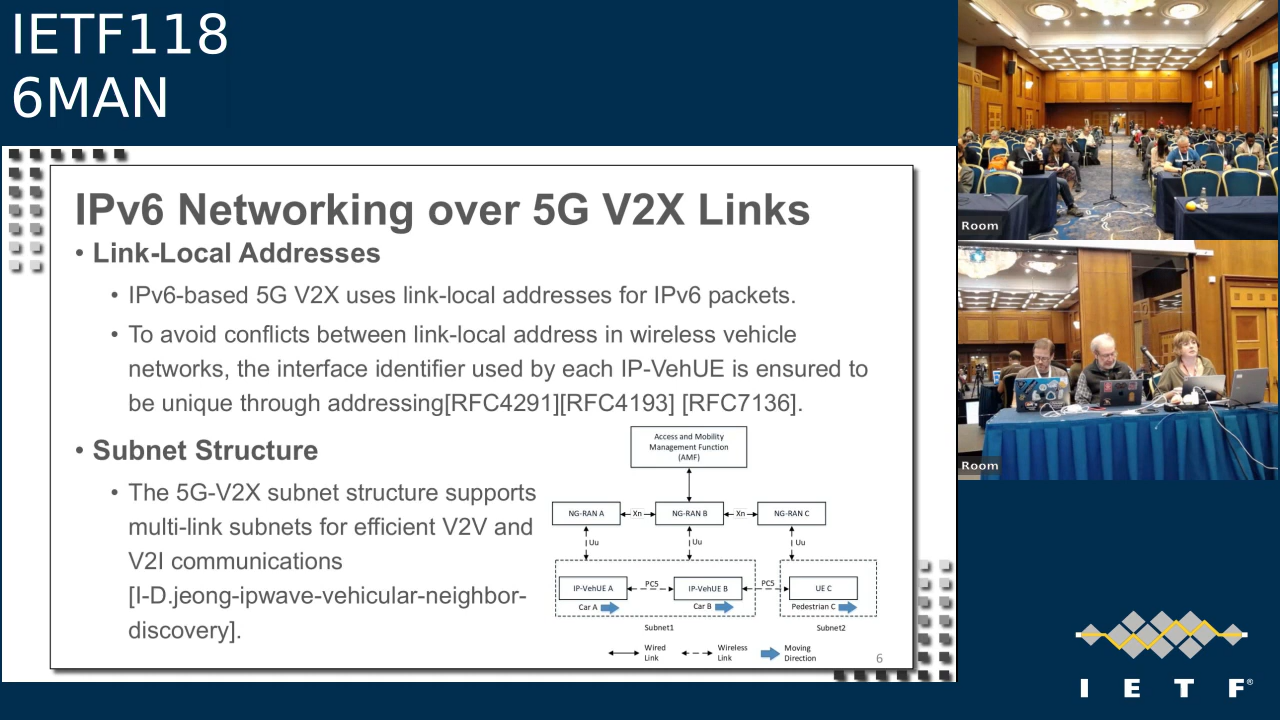 IETF118
6MAN
IPv6 Networking over 5G V2X Links
• Link-Local Addresses
• IPv6-based 5G V2X uses link-local addresses for IPv6 packets.
• To avoid conflicts between link-local address in wireless vehicle
networks, the interface identifier used by each IP-VehUE is ensured to
be unique through addressing[RFC4291][RFC4193] [RFC7136].
• Subnet Structure
• The 5G-V2X subnet structure supports
multi-link subnets for efficient V2V and
V2I communications
[I-D.jeong-ipwave-vehicular-neighbor-
discovery].
Access and Mobility
Management Function
(AMF)
NG-RAN A
Xn
NG-RAN B
Xn
NG-RAN C
Uu
Uu
Uu
IP-VehUE A
PC5
IP-VehUE B
PC5
UE C
Car A
Car B
Pedestrian C
Subnet1
Subnet2
Wired
Link
Wireless
Link
Moving
Direction
6
Room
Room
I E T F®